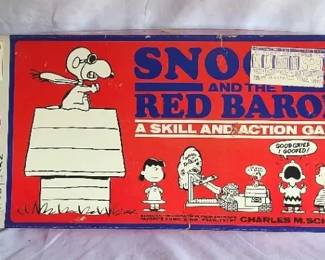 SNOO
AND THE
RED BARO
A SKILL AND ACTION GA
GOOD GRIEF
I GOOFED!
CHARLES M. SCH